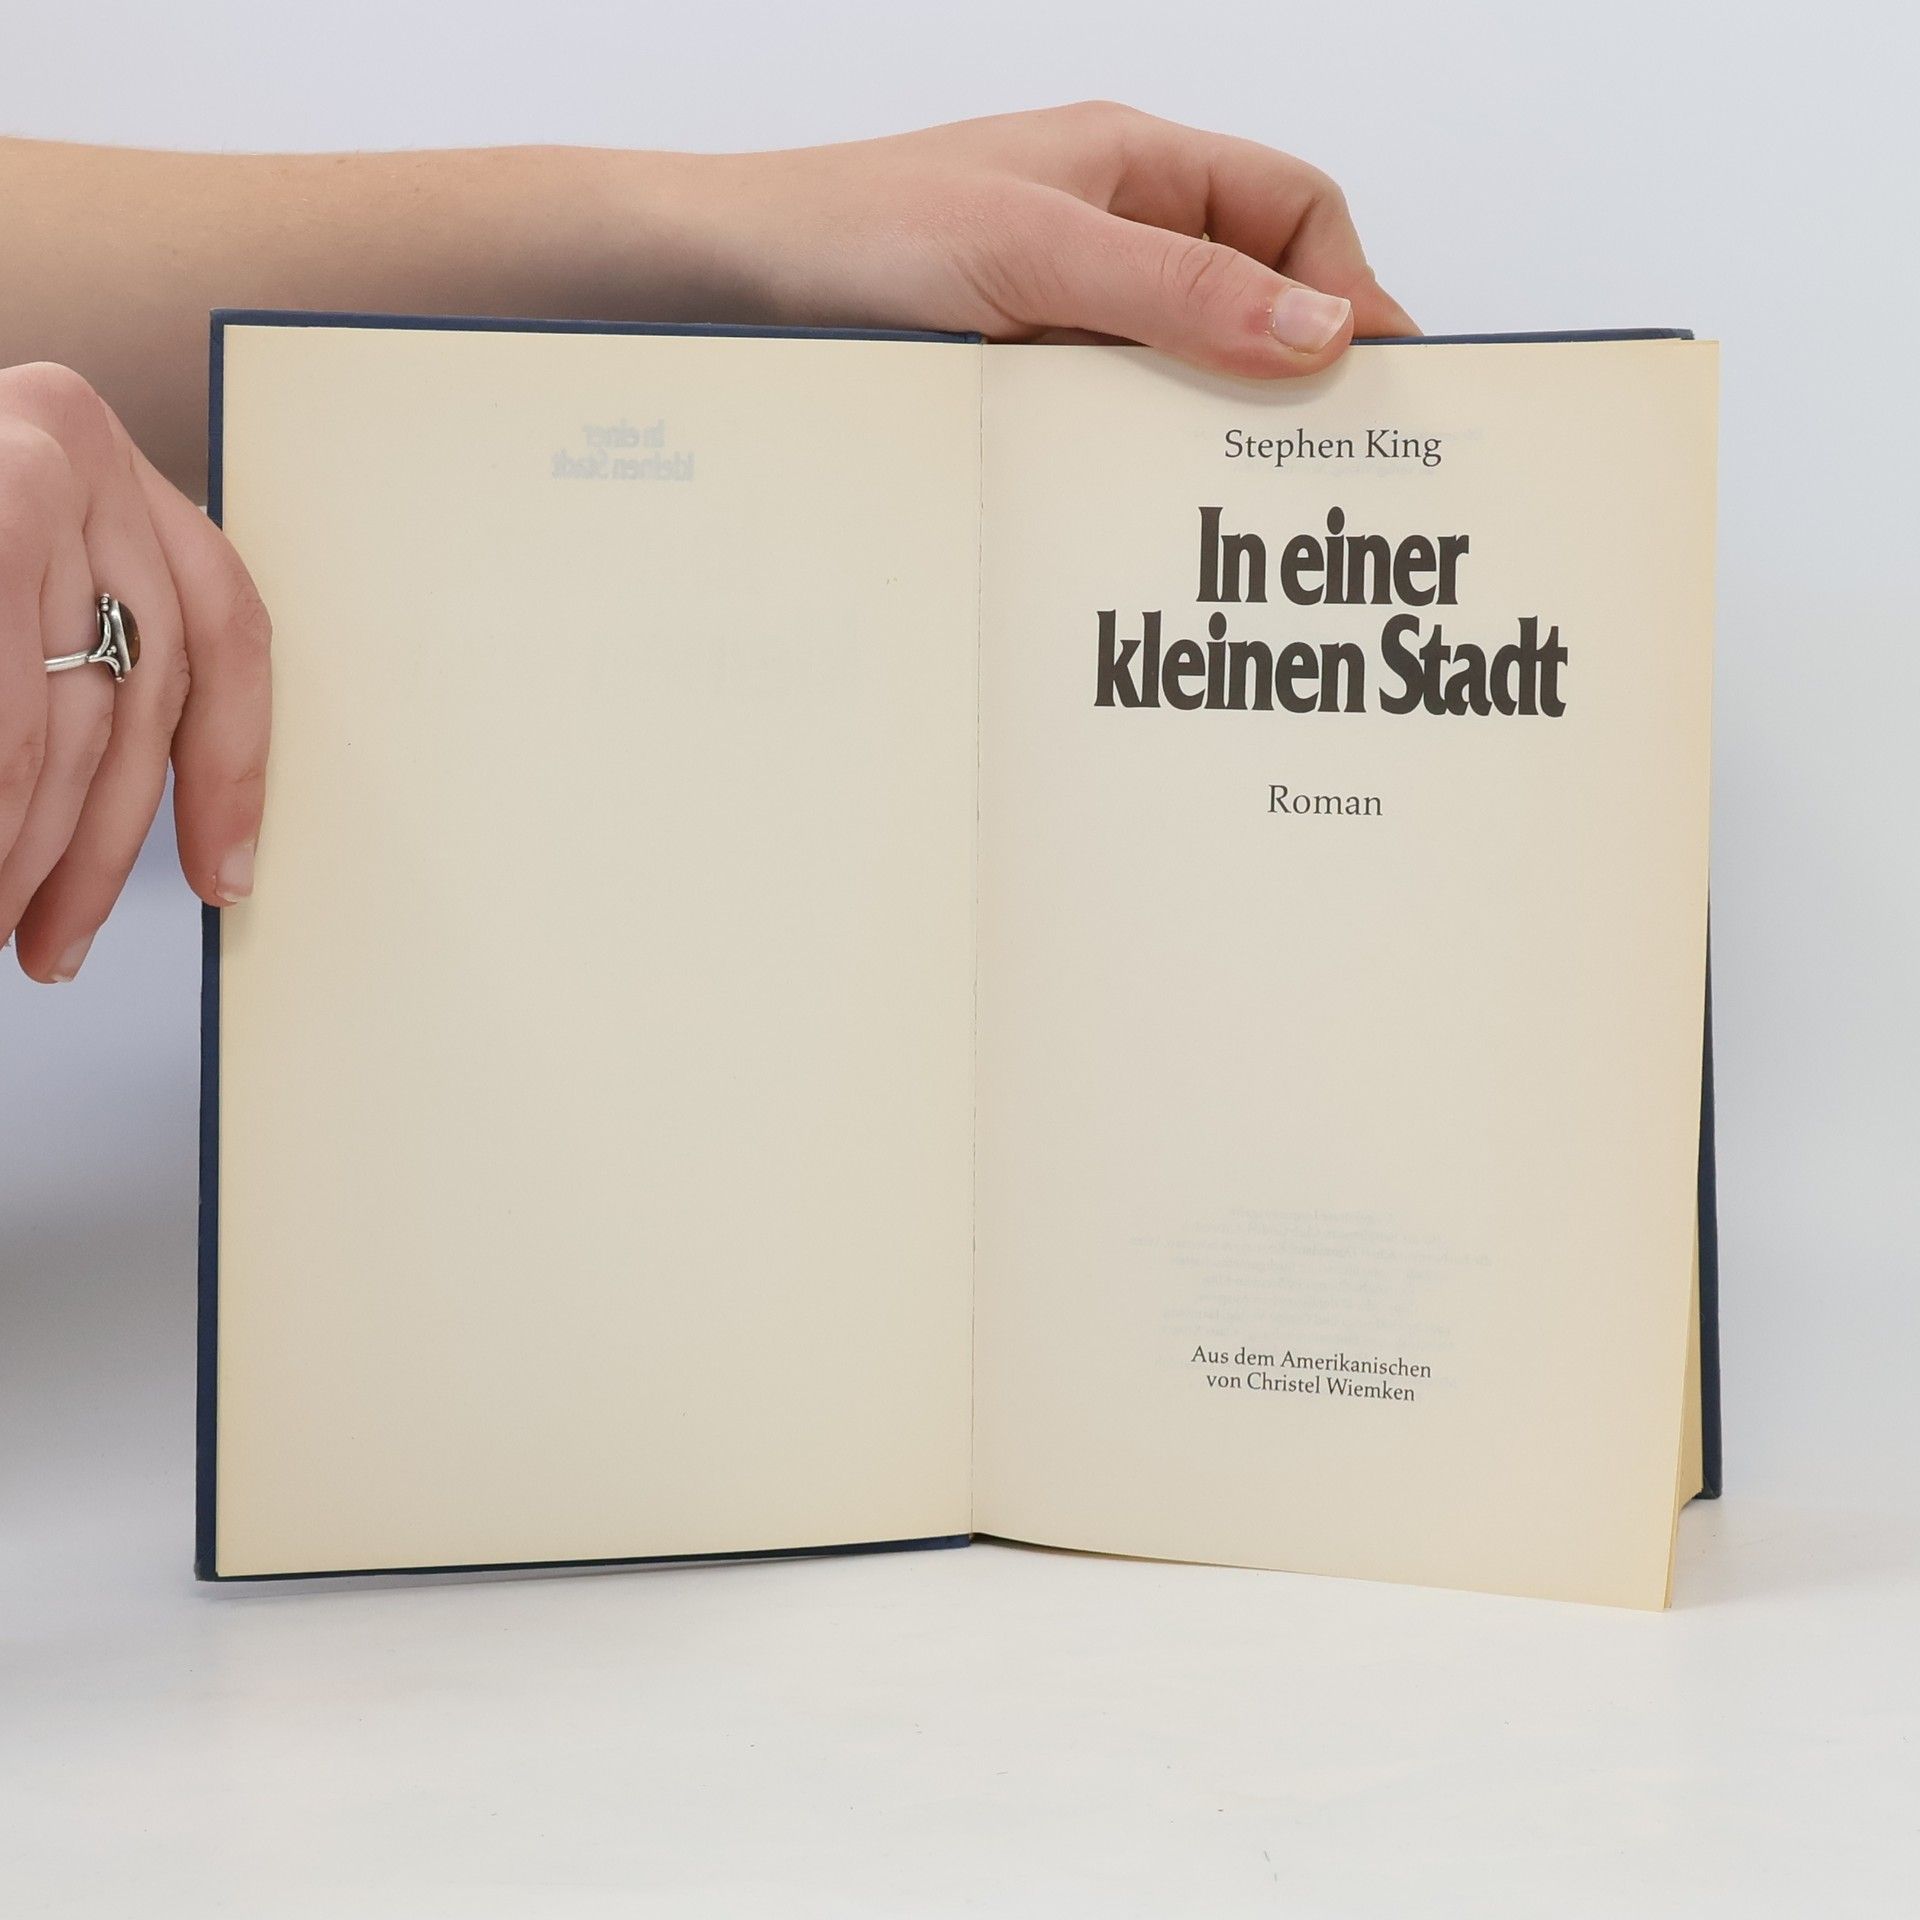 Stephen King
In einer
kleinen Stadt
Roman
Aus dem Amerikanischen
von Christel Wiemken